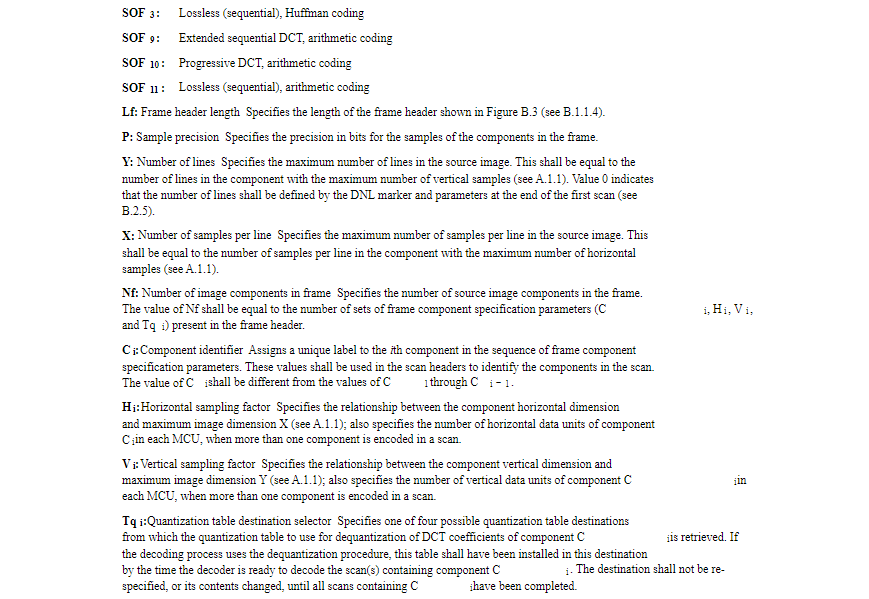 SOF 3: Lossless (sequential), Huffman coding
SOF 9: Extended sequential DCT, arithmetic coding
SOF 10: Progressive DCT, arithmetic coding
SOF 11: Lossless (sequential), arithmetic coding
Lf: Frame header length Specifies the length of the frame header shown in Figure B.3 (see B.1.1.4).
P: Sample precision Specifies the precision in bits for the samples of the components in the frame.
Y: Number of lines Specifies the maximum number of lines in the source image. This shall be equal to the
number of lines in the component with the maximum number of vertical samples (see A.1.1). Value 0 indicates
that the number of lines shall be defined by the DNL marker and parameters at the end of the first scan (see
B.2.5).
X: Number of samples per line Specifies the maximum number of samples per line in the source image. This
shall be equal to the number of samples per line in the component with the maximum number of horizontal
samples (see A.1.1).
Nf: Number of image components in frame Specifies the number of source image components in the frame.
The value of Nf shall be equal to the number of sets of frame component specification parameters (C i, H i, V i,
and Tq i) present in the frame header.
C i: Component identifier Assigns a unique label to the ith component in the sequence of frame component
specification parameters. These values shall be used in the scan headers to identify the components in the scan.
The value of C i shall be different from the values of C 1 through C i − 1.
H i: Horizontal sampling factor Specifies the relationship between the component horizontal dimension
and maximum image dimension X (see A.1.1); also specifies the number of horizontal data units of component
C i in each MCU, when more than one component is encoded in a scan.
V i: Vertical sampling factor Specifies the relationship between the component vertical dimension and
maximum image dimension Y (see A.1.1); also specifies the number of vertical data units of component C i in
each MCU, when more than one component is encoded in a scan.
Tq i: Quantization table destination selector Specifies one of four possible quantization table destinations
from which the quantization table to use for dequantization of DCT coefficients of component C i is retrieved. If
the decoding process uses the dequantization procedure, this table shall have been installed in this destination
by the time the decoder is ready to decode the scan(s) containing component C i. The destination shall not be re-
specified, or its contents changed, until all scans containing C i have been completed.